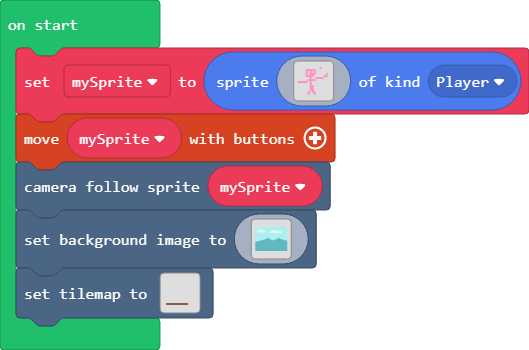 on start
set mySprite to sprite of kind Player
move mySprite with buttons
camera follow sprite mySprite
set background image to
set tilemap to